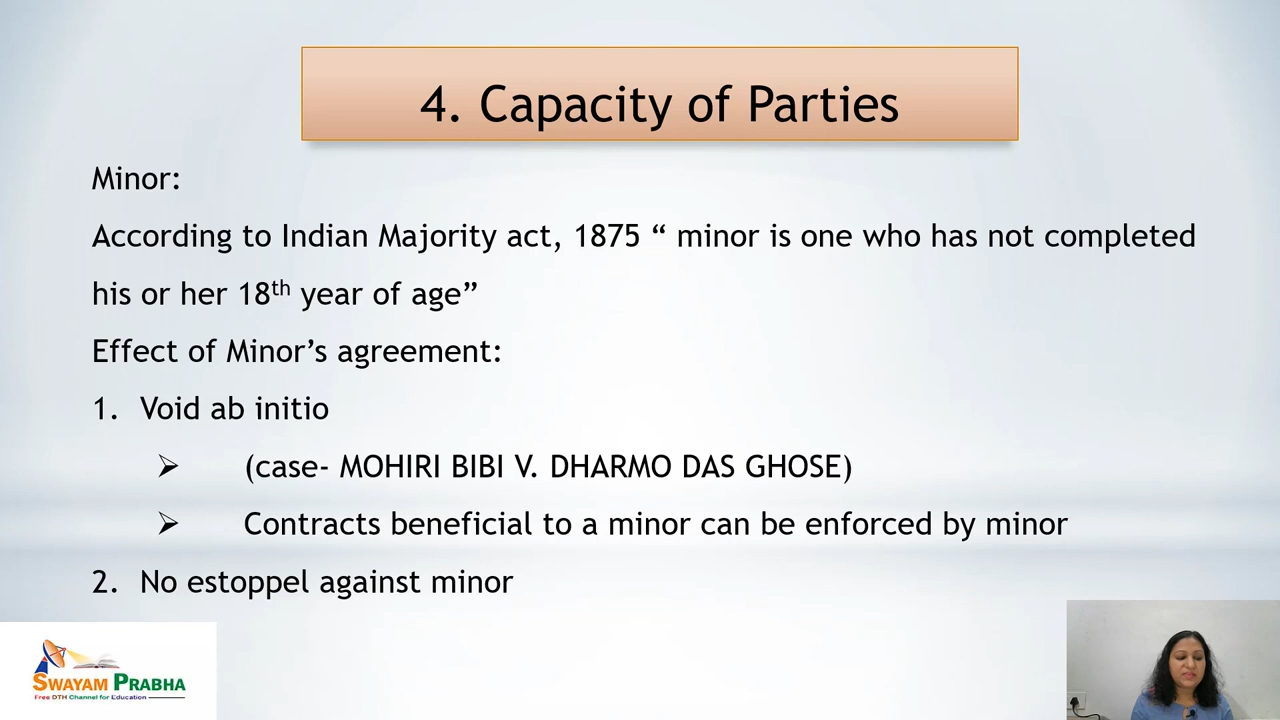 4. Capacity of Parties
Minor:
According to Indian Majority act, 1875 “ minor is one who has not completed
his or her 18th year of age”
Effect of Minor’s agreement:
1. Void ab initio
(case- MOHIRI BIBI V. DHARMO DAS GHOSE)
Contracts beneficial to a minor can be enforced by minor
2. No estoppel against minor
SWAYAM PRABHA
Free DTH Channel for Education